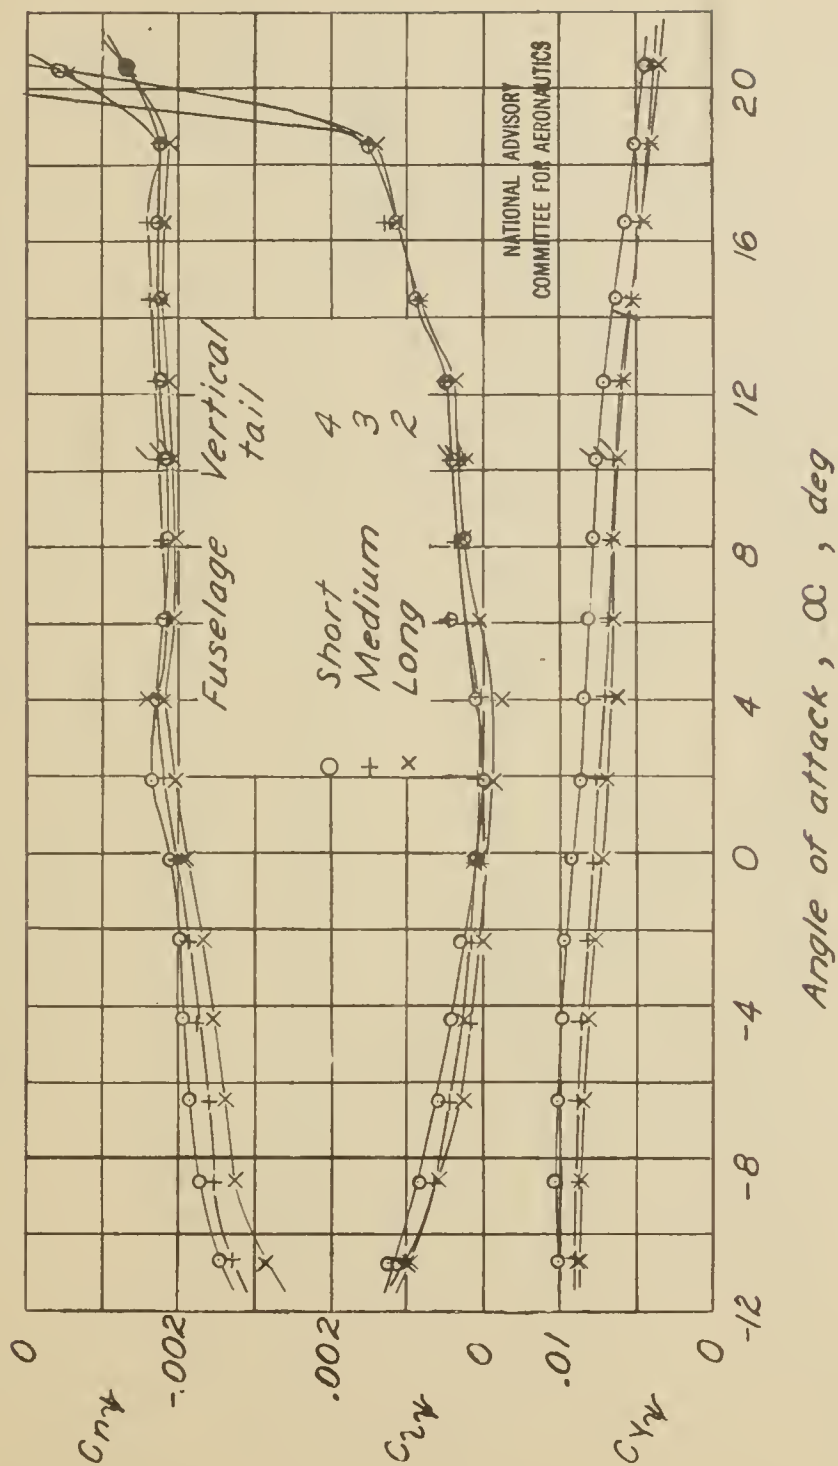 0
Cnψ
-.002
.002
Clψ
0
.01
CYψ
0
Fuselage Vertical
tail
○ Short 4
+ Medium 3
× Long 2
NATIONAL ADVISORY
COMMITTEE FOR AERONAUTICS
-12 -8 -4 0 4 8 12 16 20
Angle of attack, α, deg